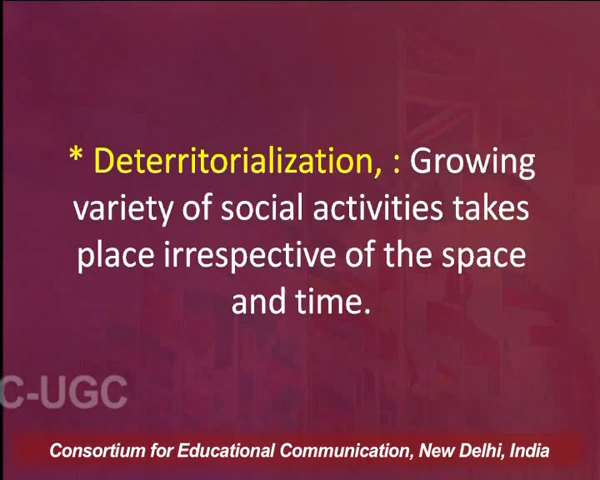 * Deterritorialization, : Growing
variety of social activities takes
place irrespective of the space
and time.
C-UGC
Consortium for Educational Communication, New Delhi, India